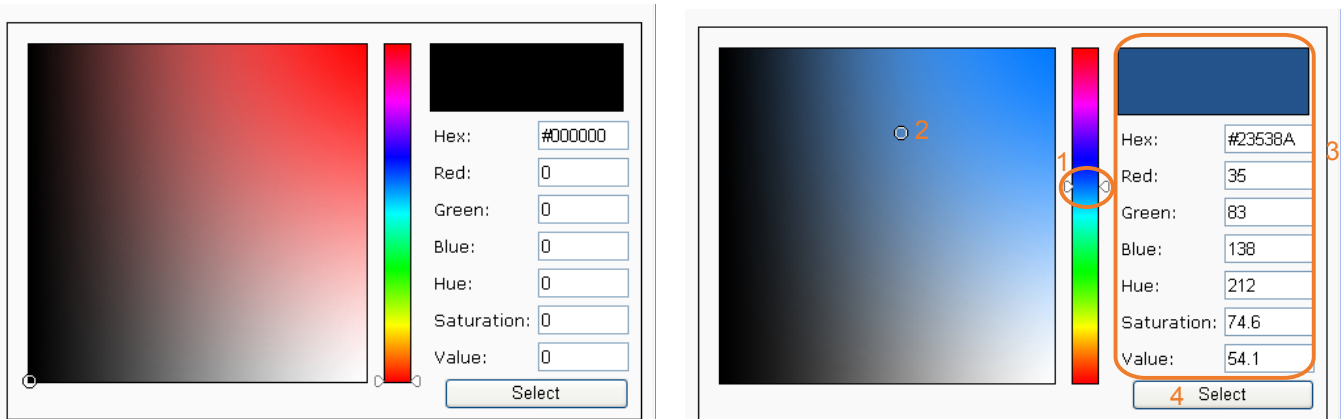 Hex: #000000
Red: 0
Green: 0
Blue: 0
Hue: 0
Saturation: 0
Value: 0
Select
2
1
3
Hex: #23538A
Red: 35
Green: 83
Blue: 138
Hue: 212
Saturation: 74.6
Value: 54.1
4 Select